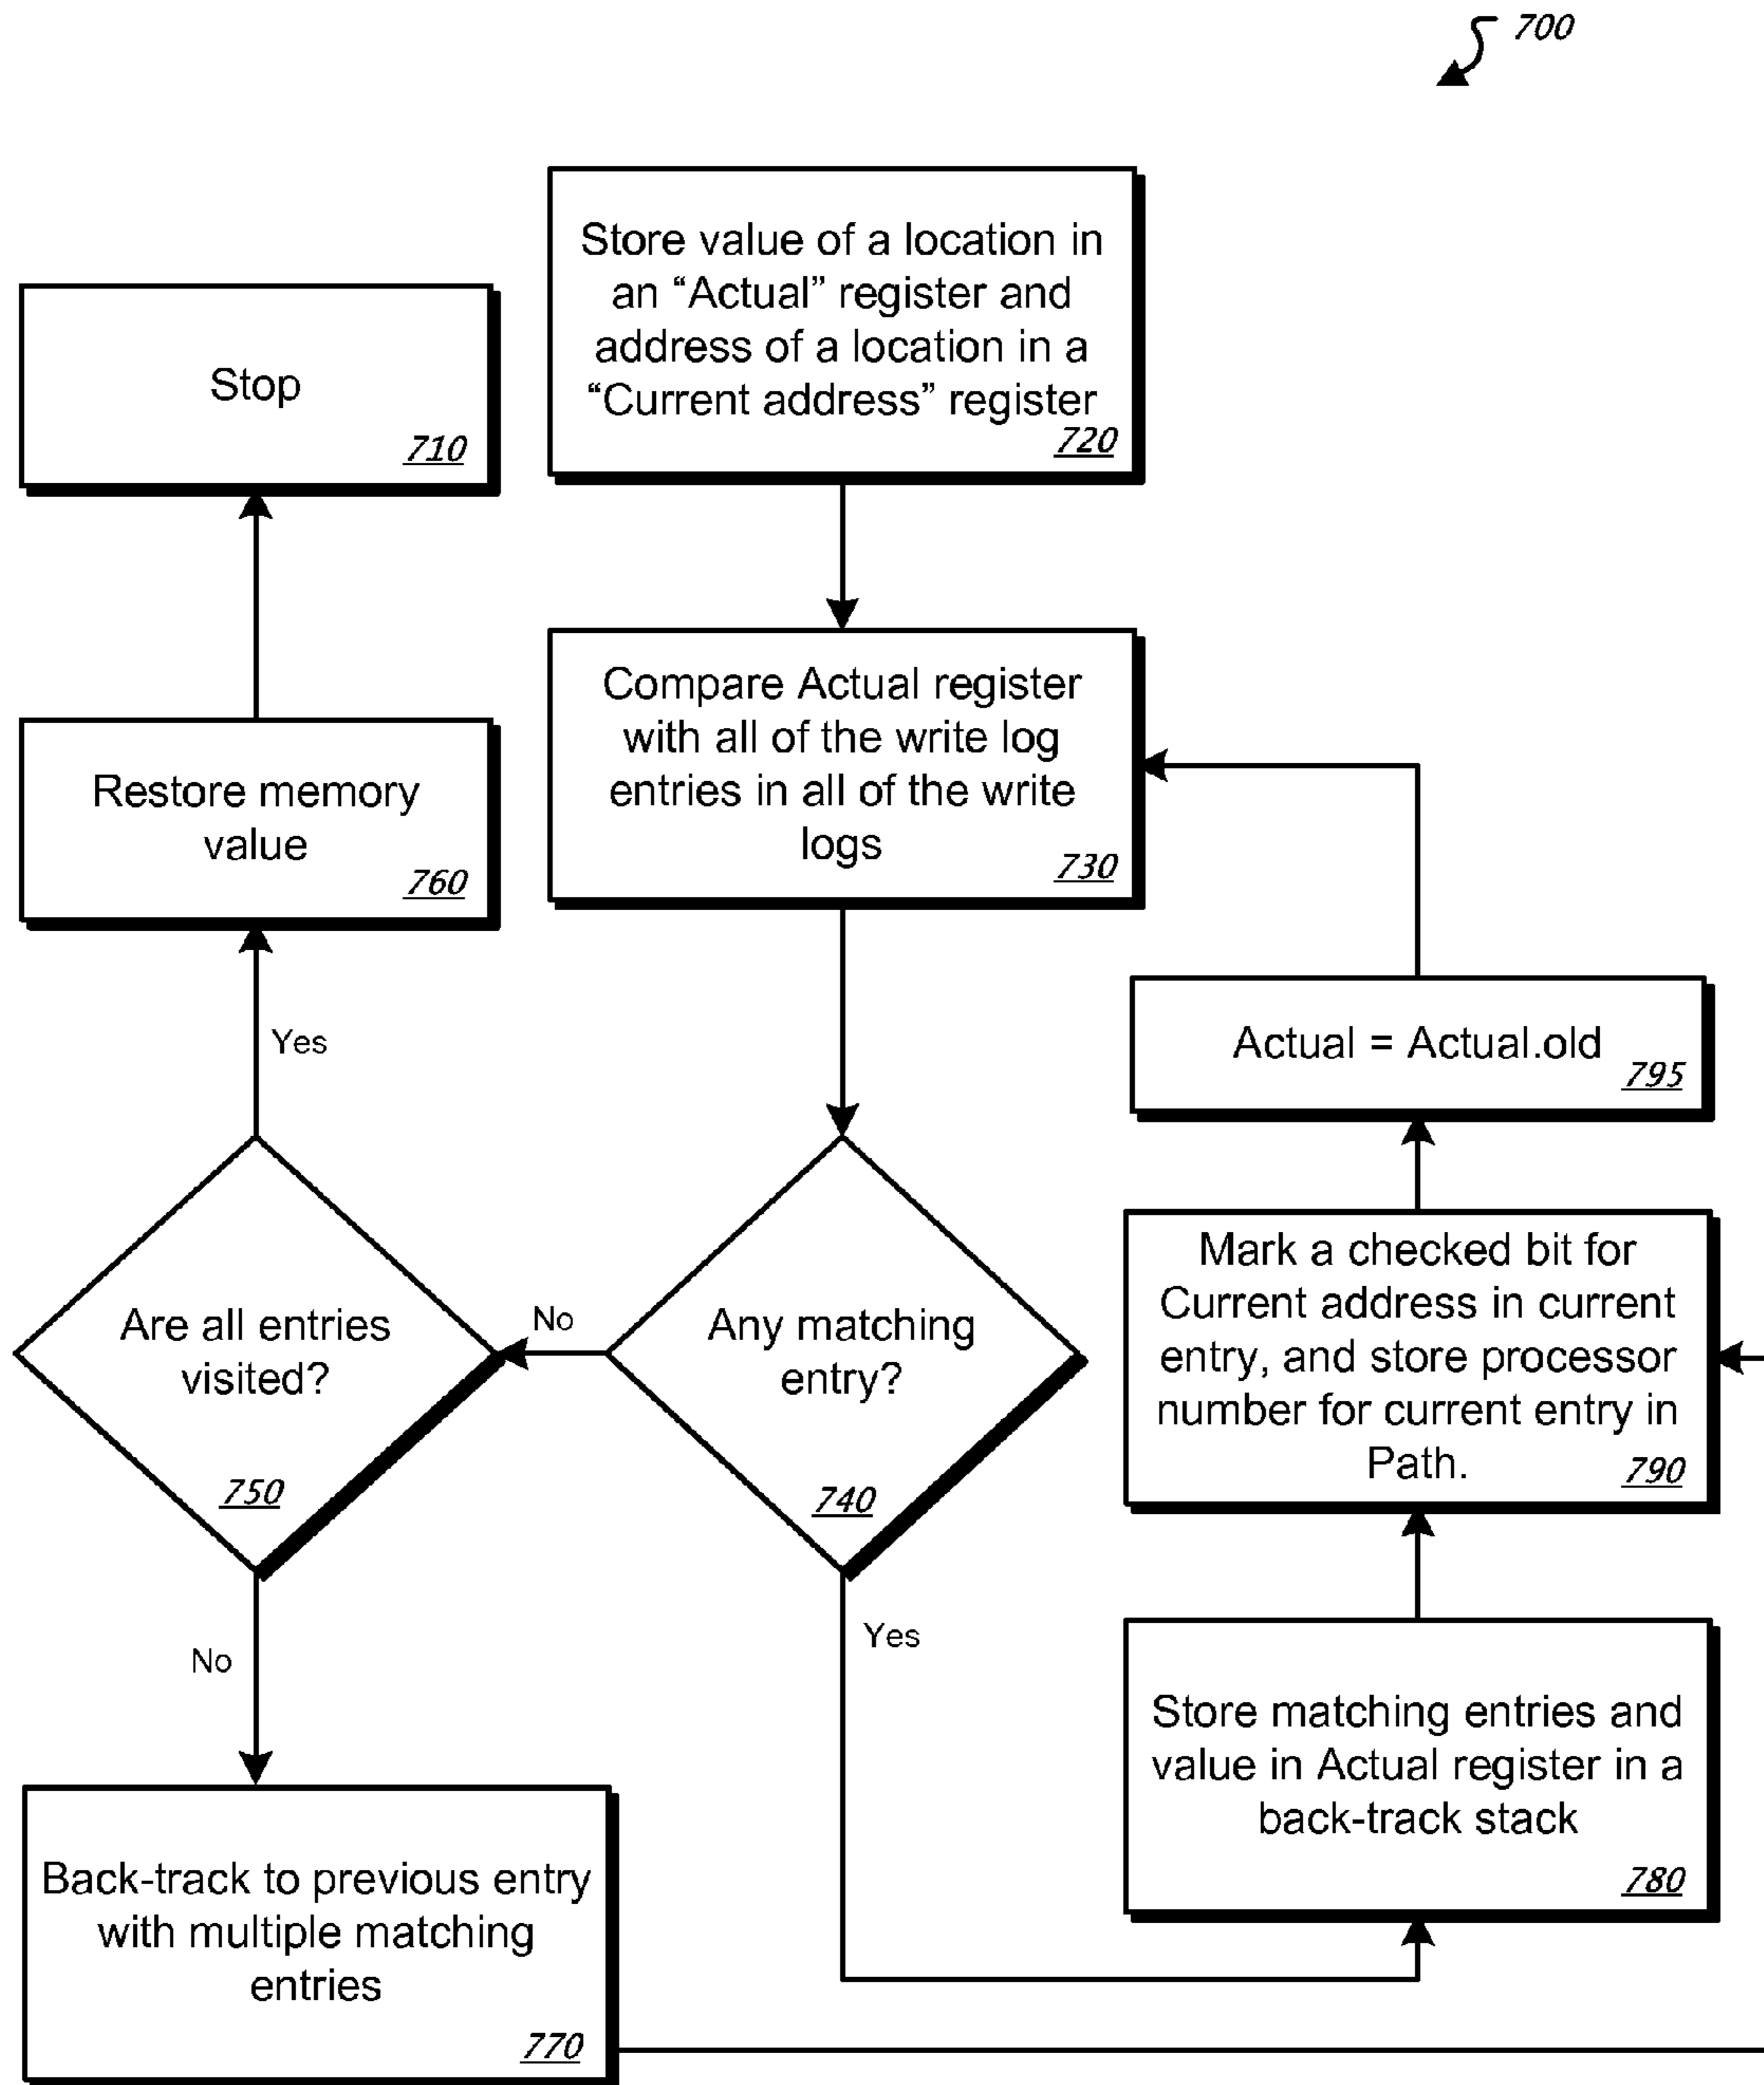 700
Store value of a location in
an “Actual” register and
address of a location in a
“Current address” register
720
Stop
710
Compare Actual register
with all of the write log
entries in all of the write
logs
730
Restore memory
value
760
Actual = Actual.old
795
Yes
Mark a checked bit for
Current address in current
entry, and store processor
number for current entry in
Path.
790
Are all entries
visited?
750
No
Any matching
entry?
740
Yes
No
Store matching entries and
value in Actual register in a
back-track stack
780
Back-track to previous entry
with multiple matching
entries
770